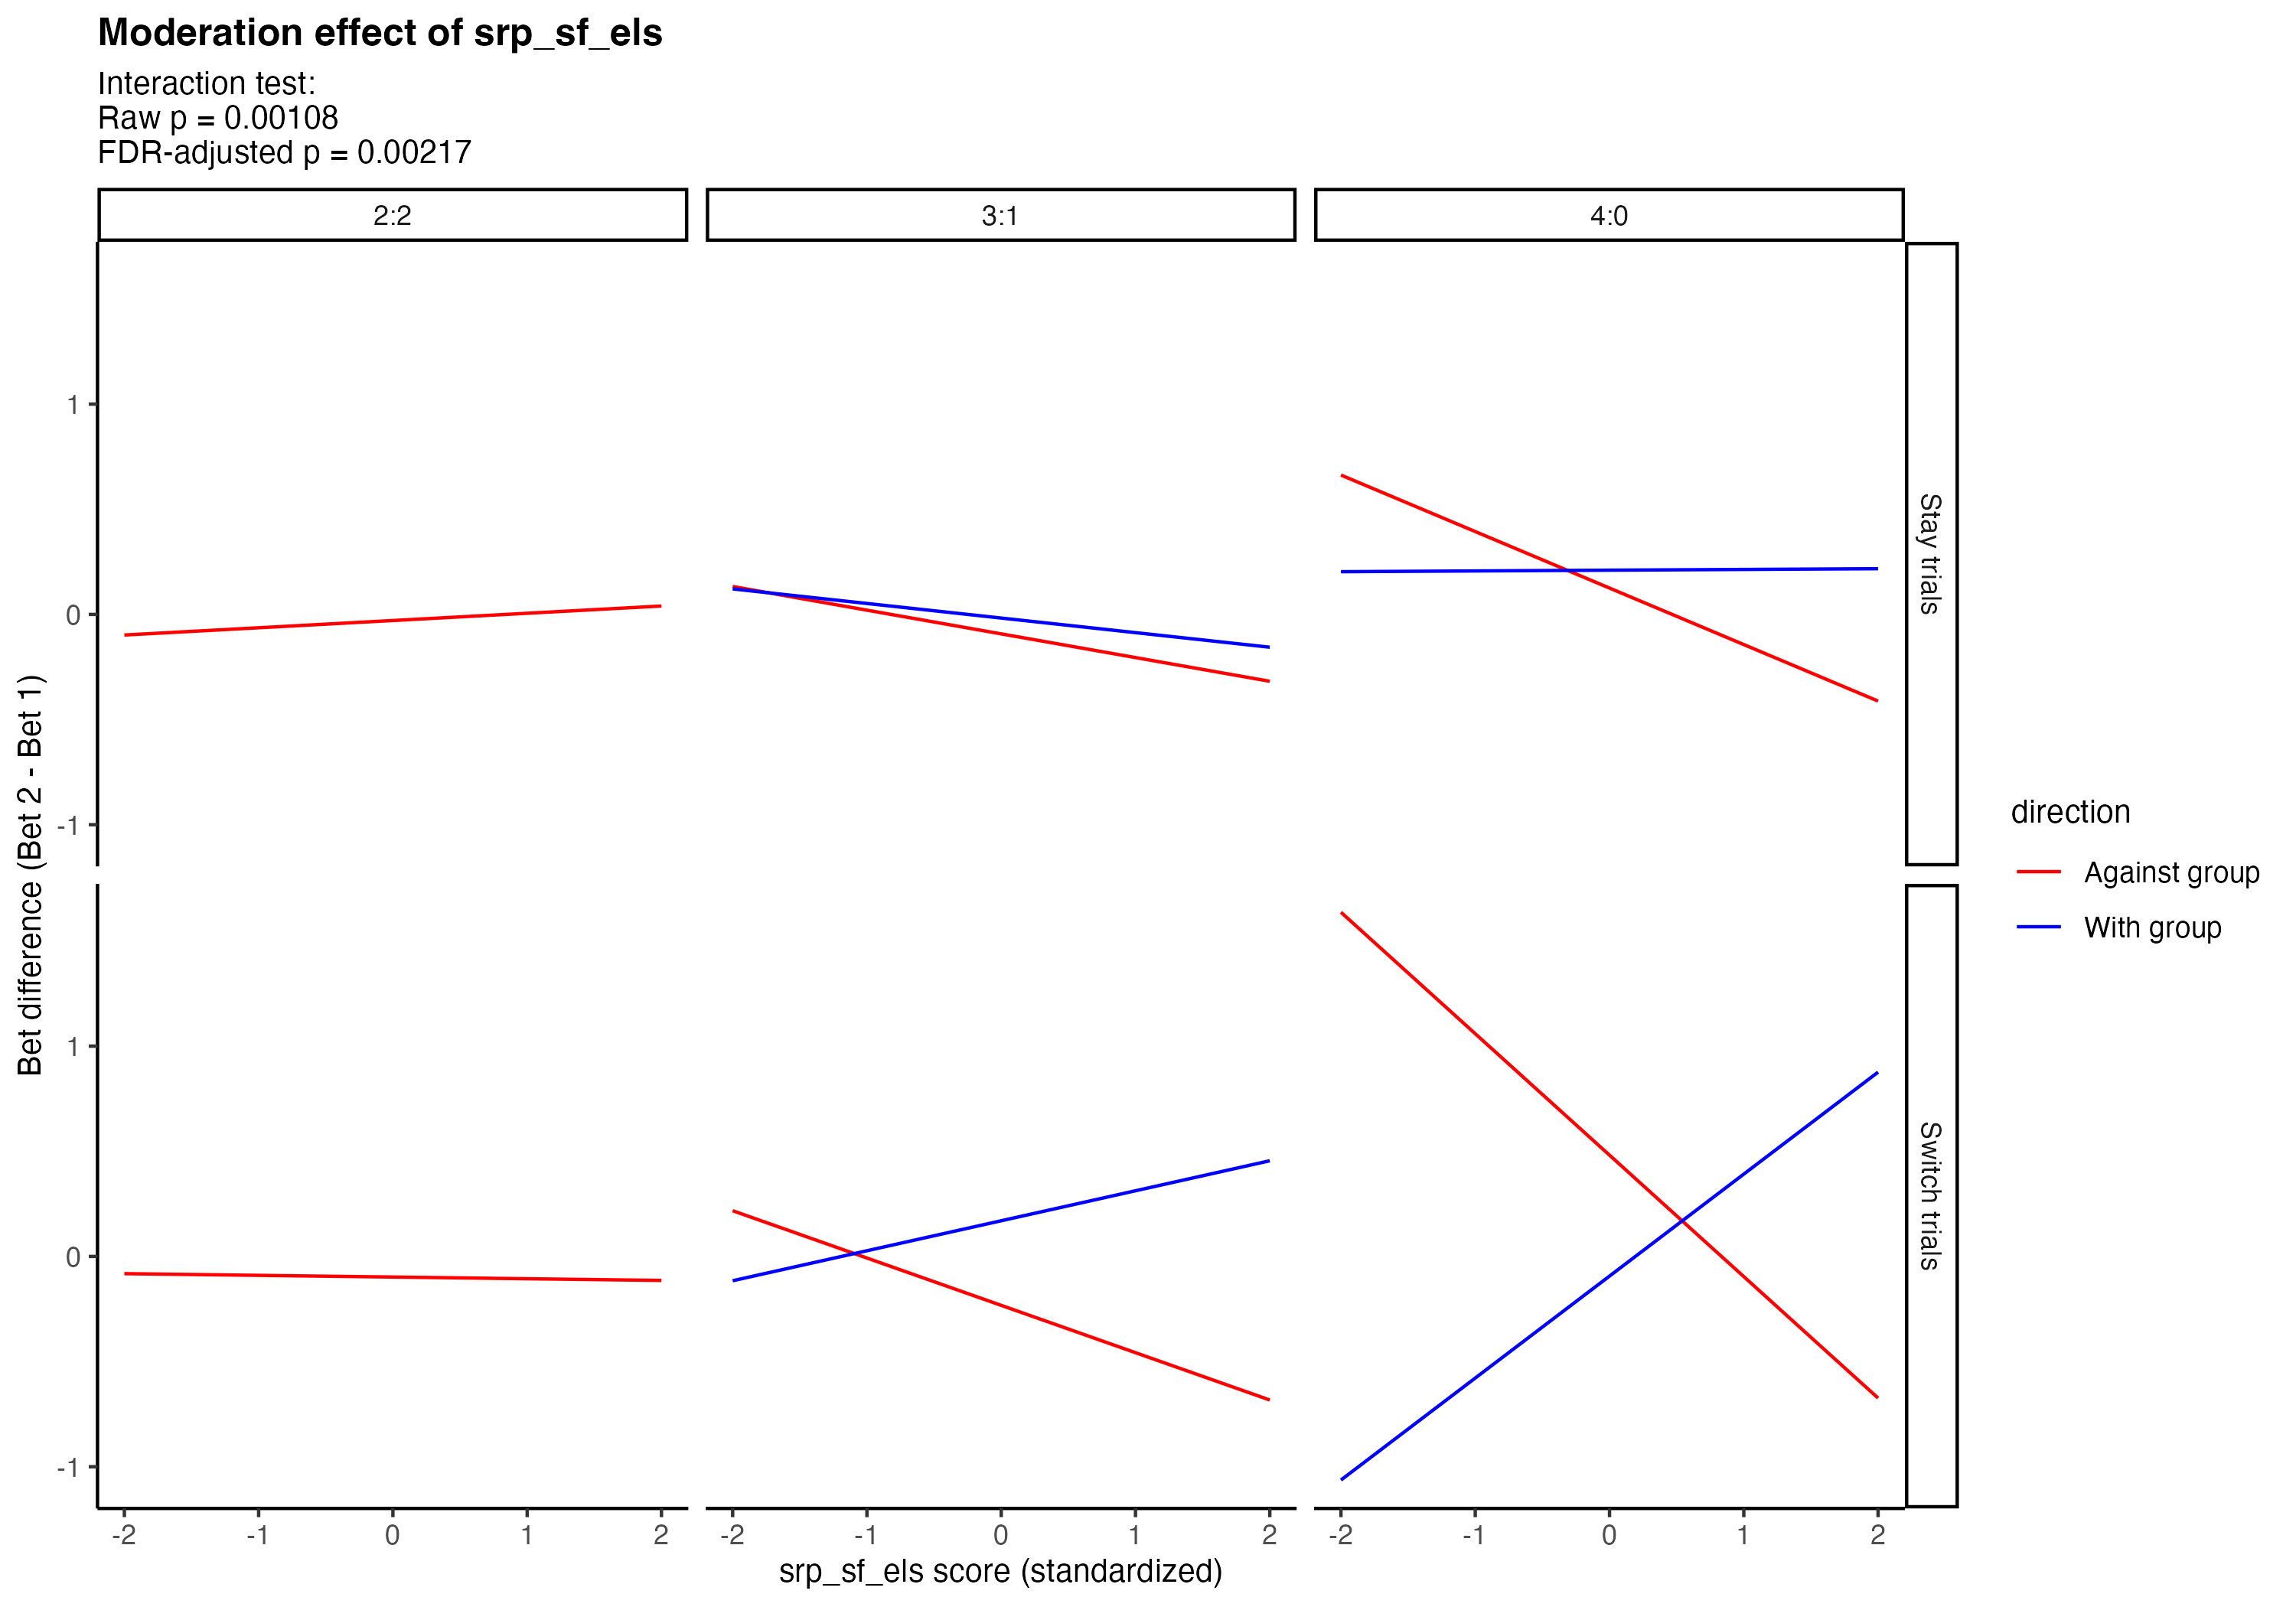 Moderation effect of srp_sf_els
Interaction test:
Raw p = 0.00108
FDR-adjusted p = 0.00217
2:2
3:1
4:0
1
0
-1
Stay trials
1
0
-1
Switch trials
Bet difference (Bet 2 - Bet 1)
-2
-1
0
1
2
-2
-1
0
1
2
-2
-1
0
1
2
srp_sf_els score (standardized)
direction
Against group
With group